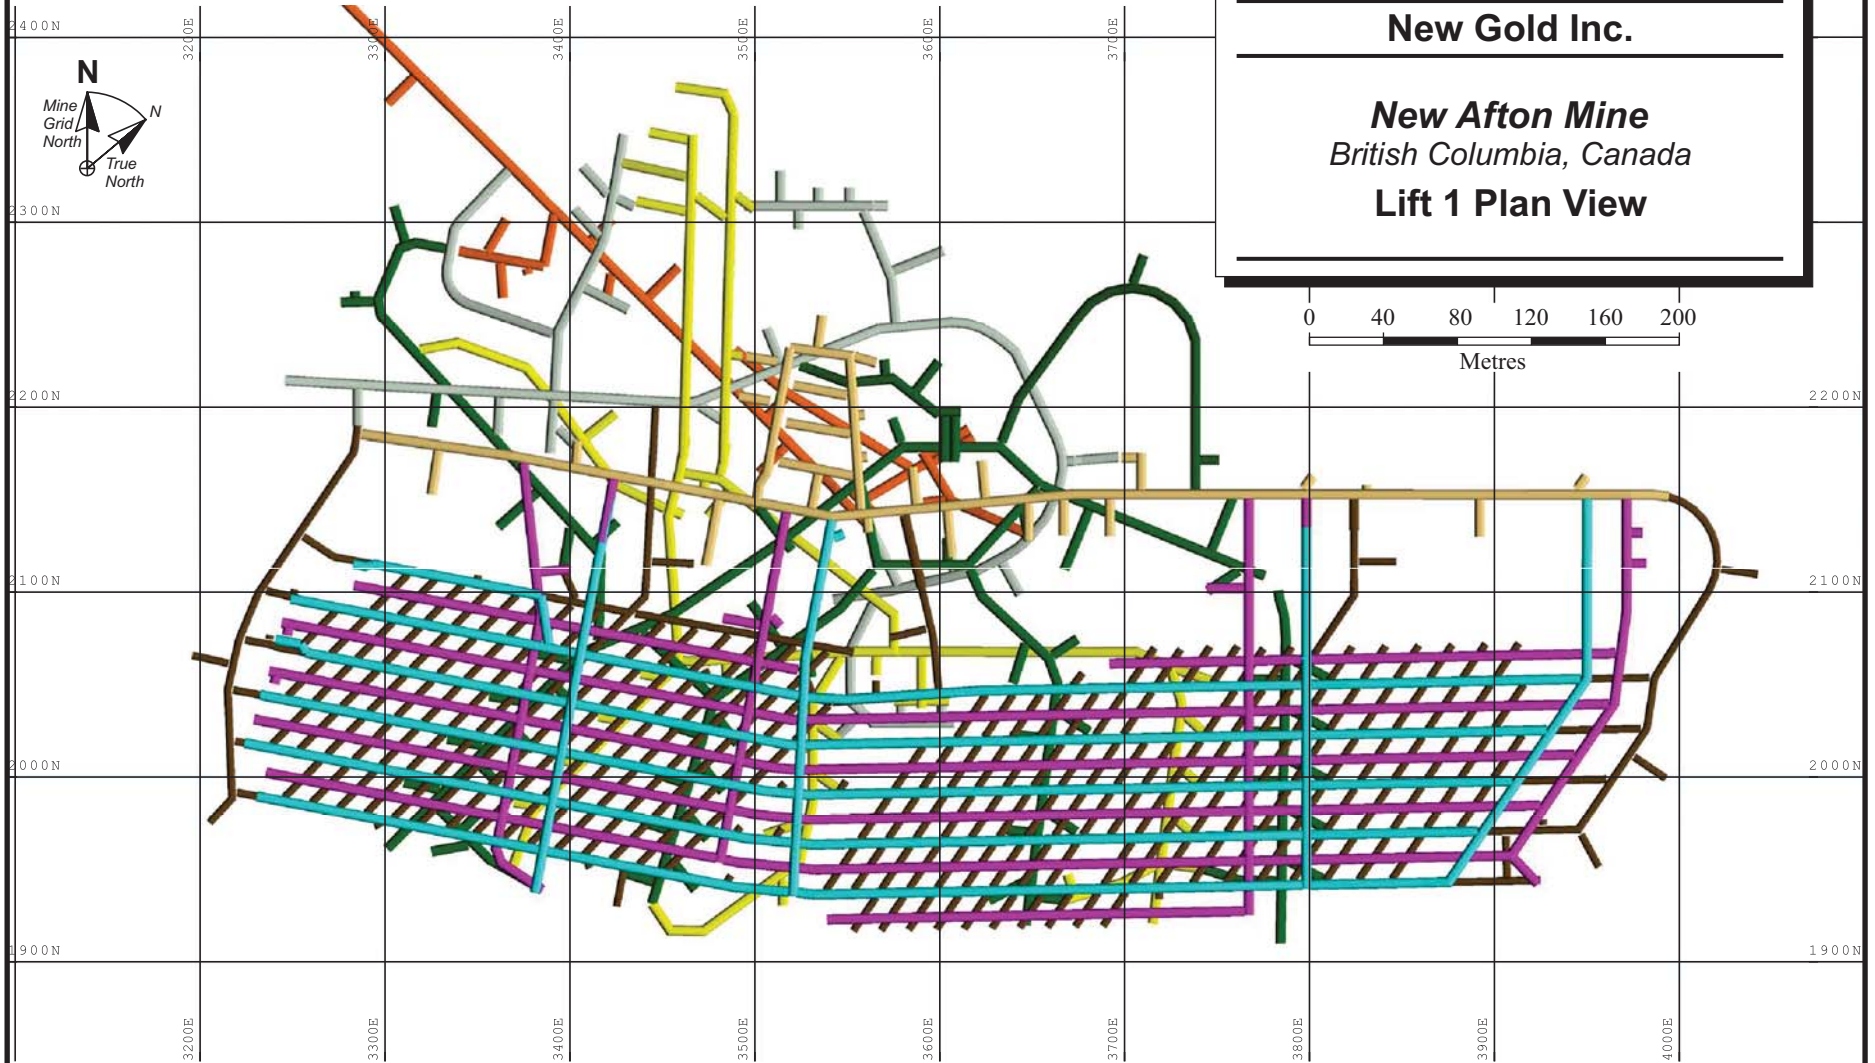 3200E 3300E 3400E 3500E 3600E 3700E
New Gold Inc.
2400N
N
Mine
Grid
North
N
True
North
New Afton Mine
British Columbia, Canada
Lift 1 Plan View
2300N
0 40 80 120 160 200
Metres
2200N 2200N
2100N 2100N
2000N 2000N
1900N 1900N
3200E 3300E 3400E 3500E 3600E 3700E 3800E 3900E 4000E